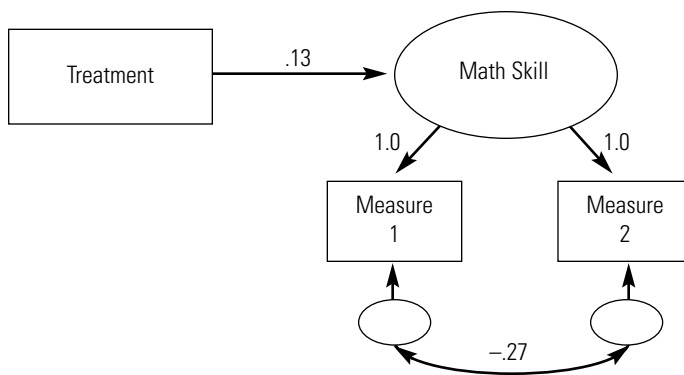 .13
Treatment
Math Skill
1.0
1.0
Measure
1
Measure
2
–.27